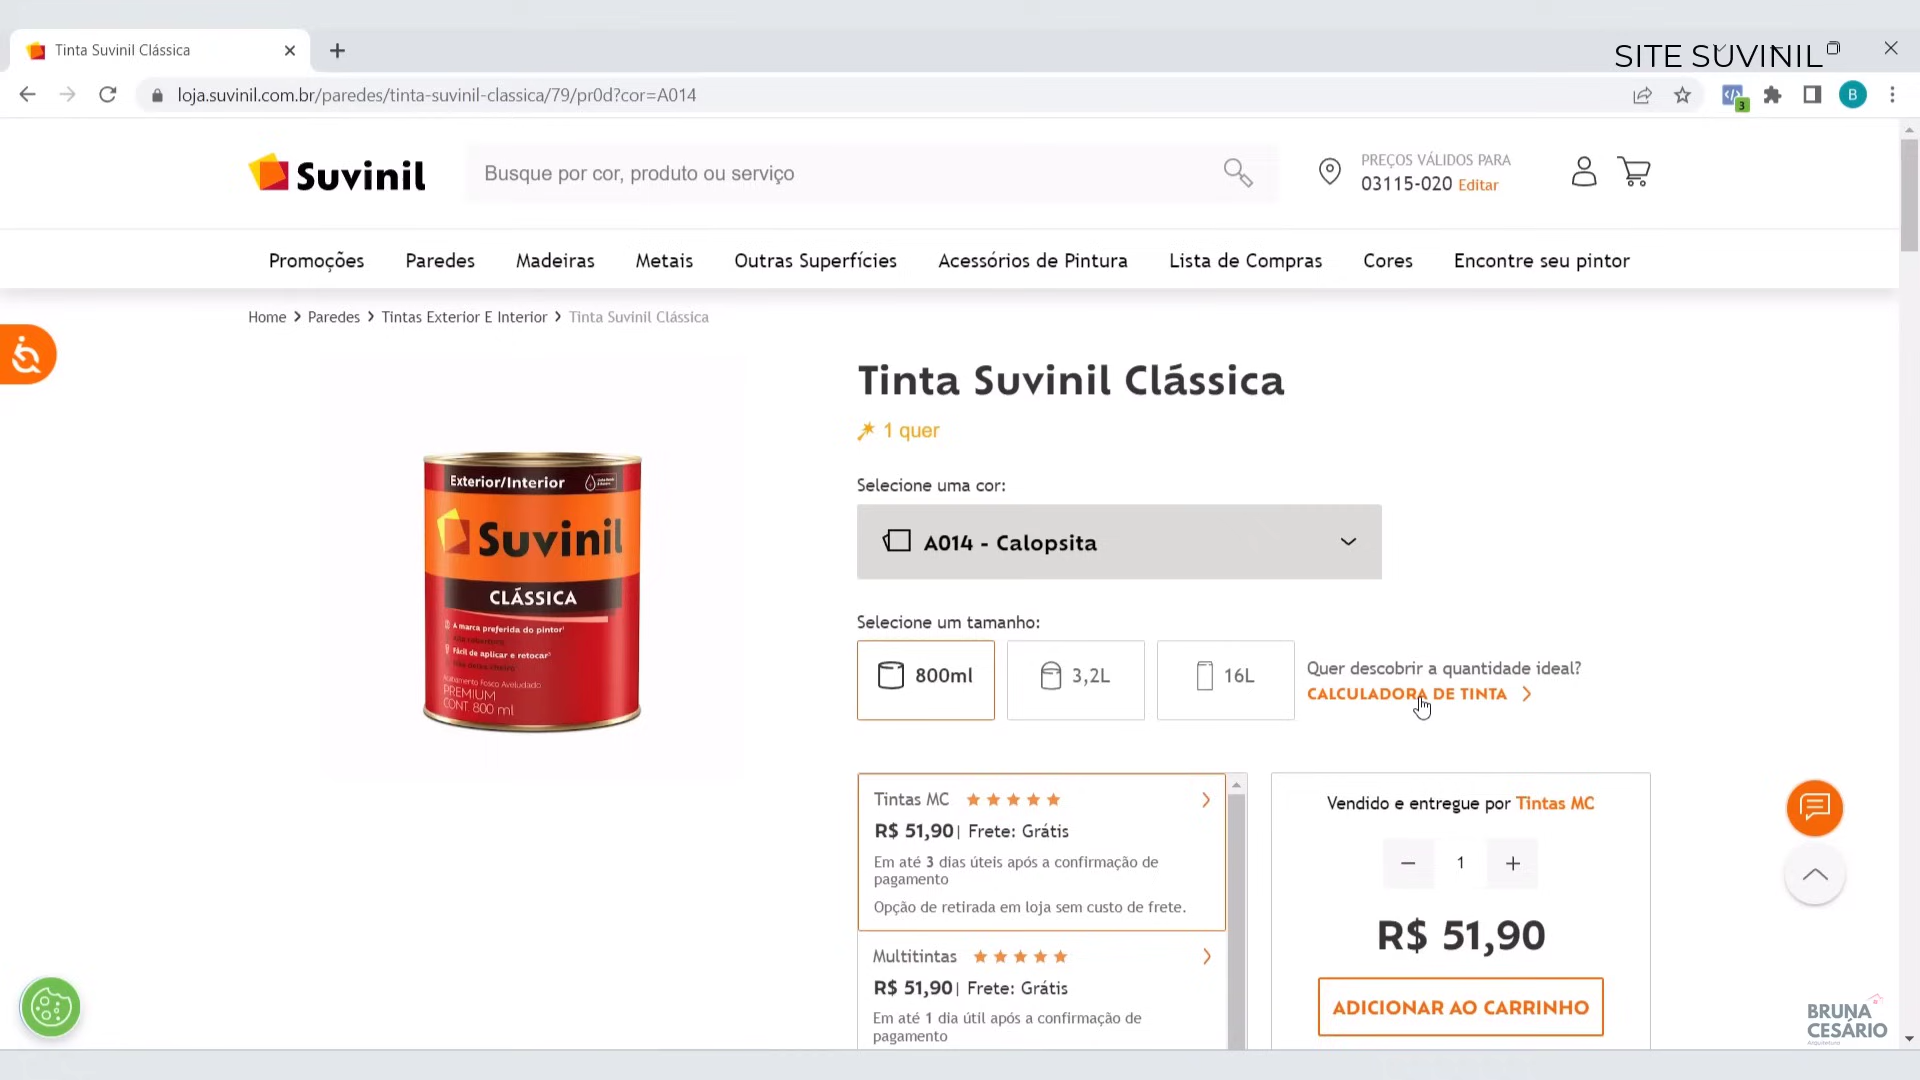 Tinta Suvinil Clássica
SITE SUVINIL
loja.suvinil.com.br/paredes/tinta-suvinil-classica/79/pr0d?cor=A014
3
B
Suvinil
Busque por cor, produto ou serviço
PREÇOS VÁLIDOS PARA
03115-020 Editar
Promoções Paredes Madeiras Metais Outras Superfícies Acessórios de Pintura Lista de Compras Cores Encontre seu pintor
Home > Paredes > Tintas Exterior E Interior > Tinta Suvinil Clássica
Tinta Suvinil Clássica
1 quer
Selecione uma cor:
A014 - Calopsita
Selecione um tamanho:
800ml 3,2L 16L
Quer descobrir a quantidade ideal?
CALCULADORA DE TINTA
Exterior/Interior
Suvinil
CLÁSSICA
A marca preferida do pintor¹
Fácil de aplicar e retocar³
PREMIUM
CONT. 800 ml
Tintas MC
R$ 51,90 | Frete: Grátis
Em até 3 dias úteis após a confirmação de
pagamento
Opção de retirada em loja sem custo de frete.
Multitintas
R$ 51,90 | Frete: Grátis
Em até 1 dia útil após a confirmação de
pagamento
Vendido e entregue por Tintas MC
− 1 +
R$ 51,90
ADICIONAR AO CARRINHO
BRUNA
CESÁRIO
Arquitetura